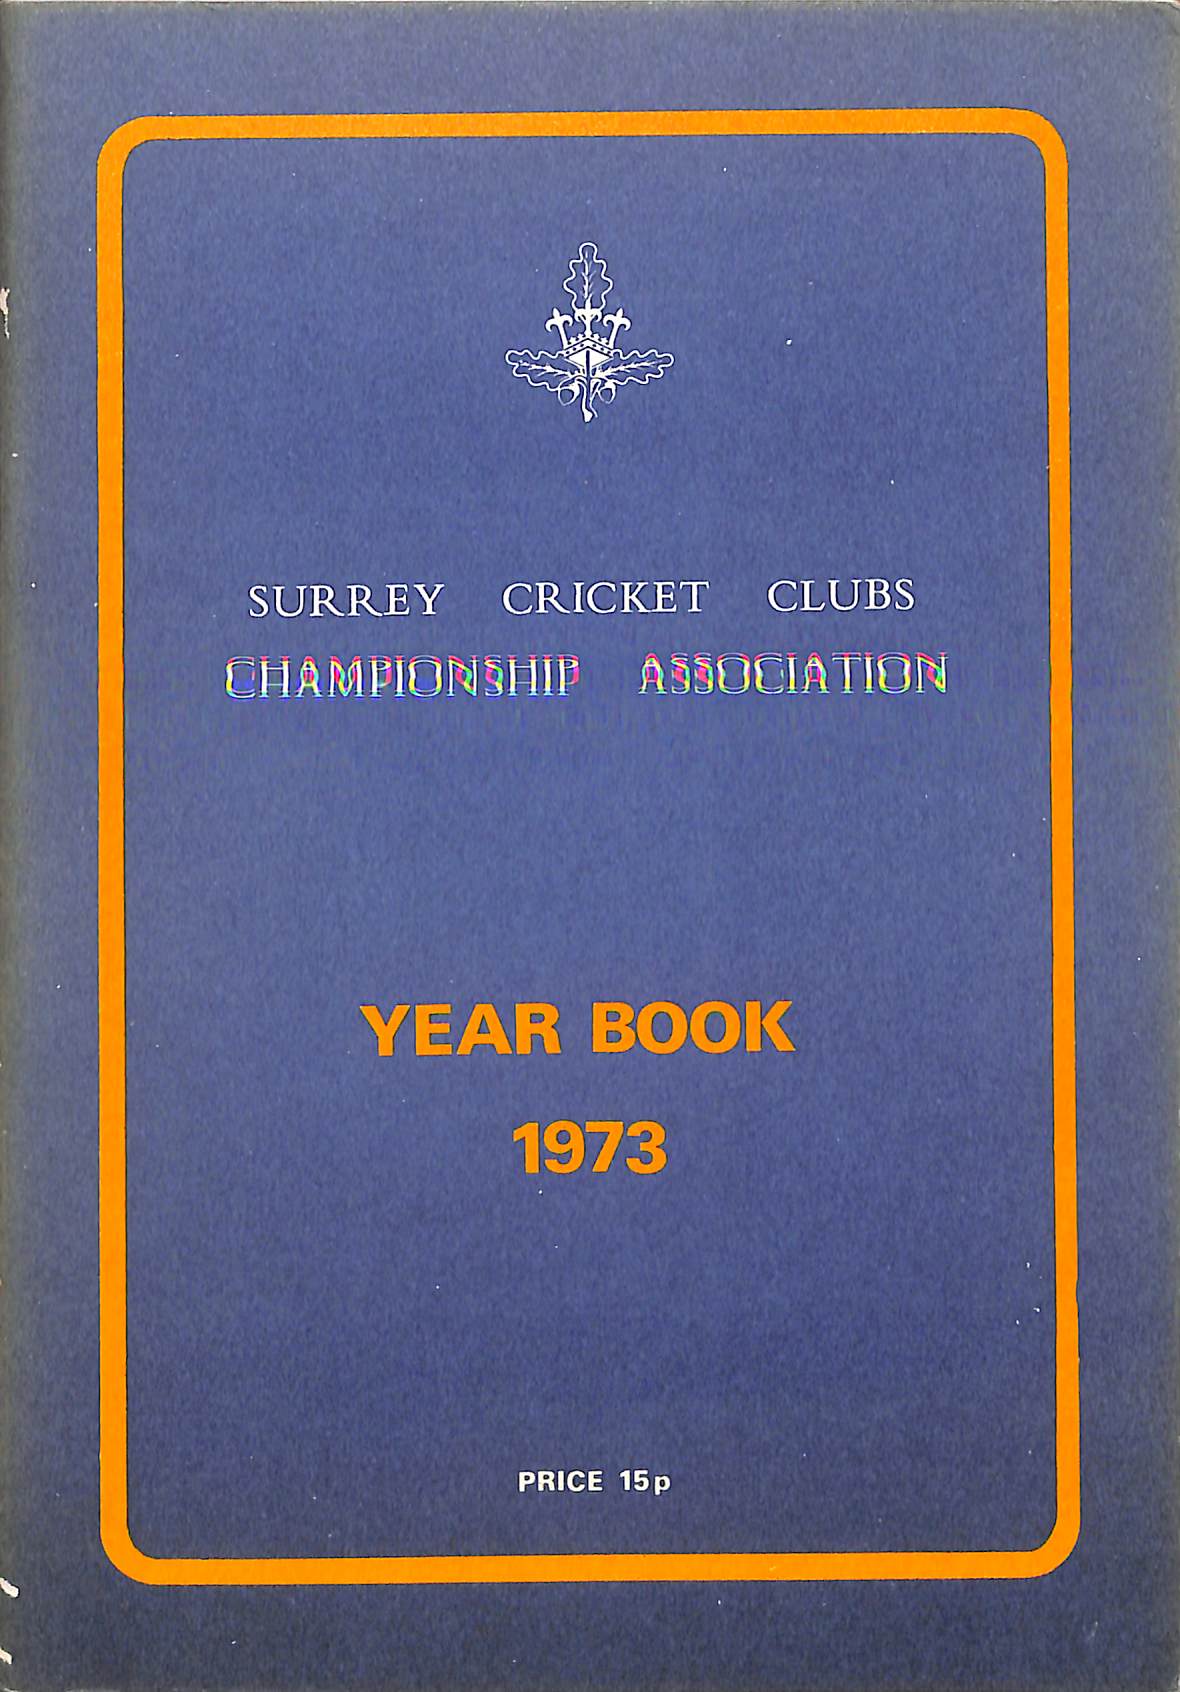 SURREY CRICKET CLUBS
CHAMPIONSHIP ASSOCIATION
YEAR BOOK
1973
PRICE 15p